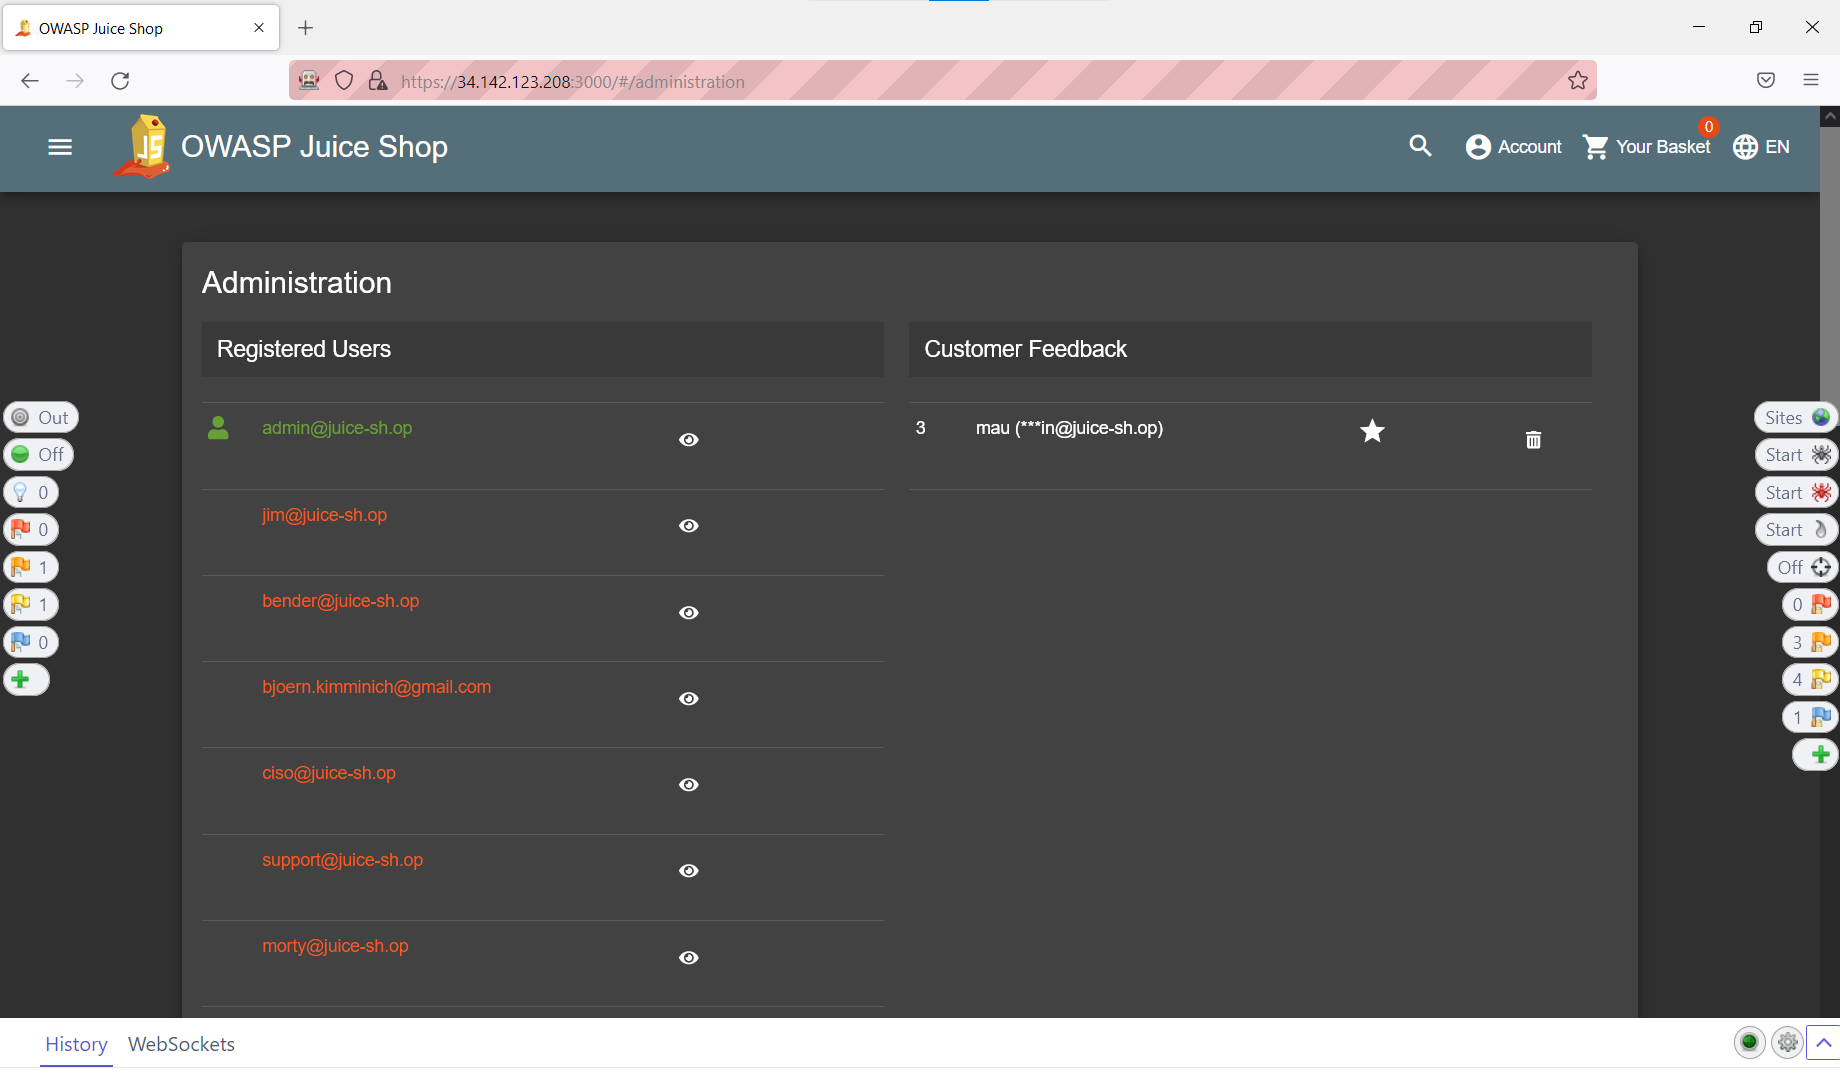 OWASP Juice Shop
https://34.142.123.208:3000/#/administration
OWASP Juice Shop
Account
0
Your Basket
EN
Administration
Registered Users
Customer Feedback
admin@juice-sh.op
3 mau (***in@juice-sh.op)
jim@juice-sh.op
bender@juice-sh.op
bjoern.kimminich@gmail.com
ciso@juice-sh.op
support@juice-sh.op
morty@juice-sh.op
Out
Off
0
0
1
1
0
Sites
Start
Start
Start
Off
0
3
4
1
History WebSockets